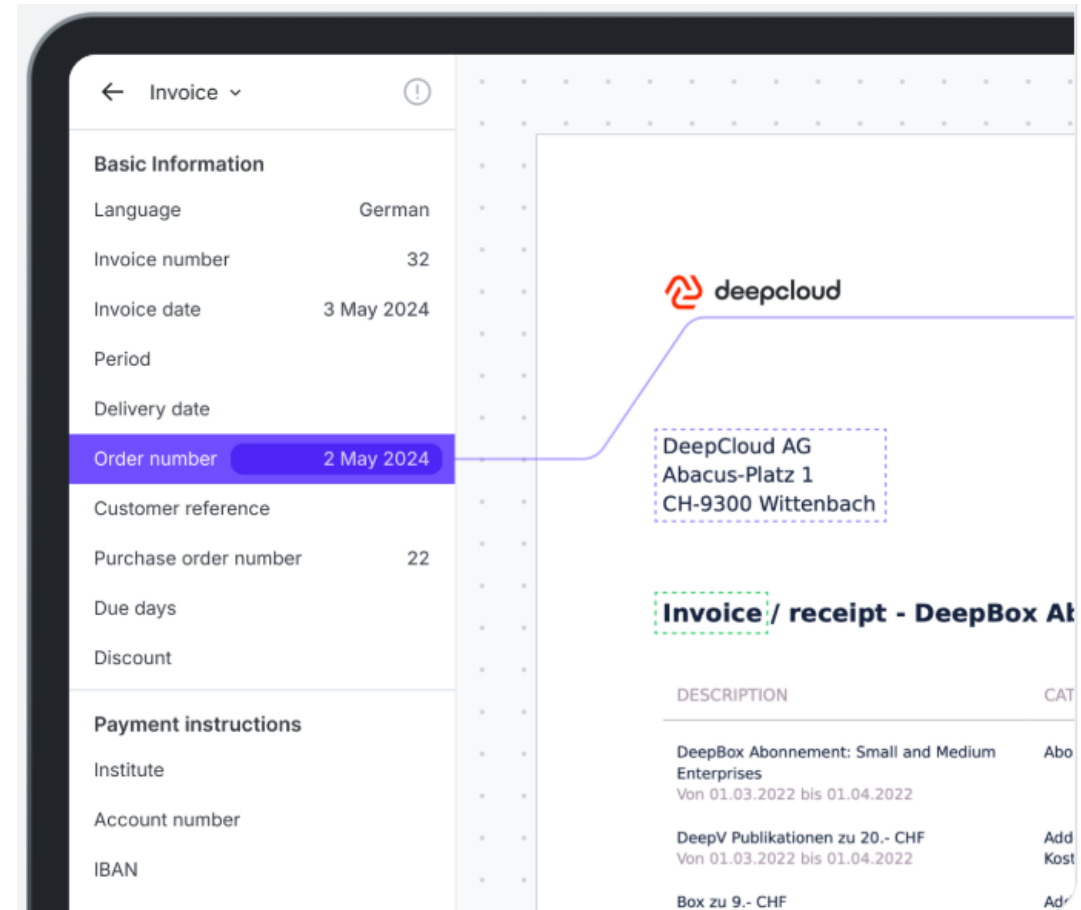 Invoice
Basic Information
Language German
Invoice number 32
Invoice date 3 May 2024
Period
Delivery date
Order number 2 May 2024
Customer reference
Purchase order number 22
Due days
Discount
Payment instructions
Institute
Account number
IBAN
deepcloud
DeepCloud AG
Abacus-Platz 1
CH-9300 Wittenbach
Invoice / receipt - DeepBox
DESCRIPTION
DeepBox Abonnement: Small and Medium
Enterprises
Von 01.03.2022 bis 01.04.2022
DeepV Publikationen zu 20.- CHF
Von 01.03.2022 bis 01.04.2022
Box zu 9.- CHF
CAT
Abo
Add
Kost